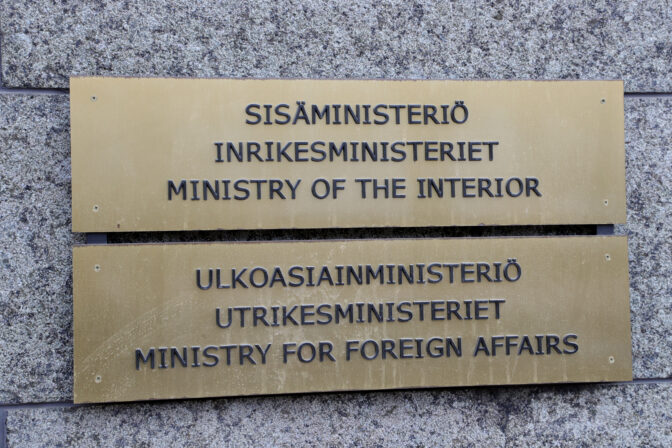 SISÄMINISTERIÖ
INRIKESMINISTERIET
MINISTRY OF THE INTERIOR
ULKOASIAINMINISTERIÖ
UTRIKESMINISTERIET
MINISTRY FOR FOREIGN AFFAIRS